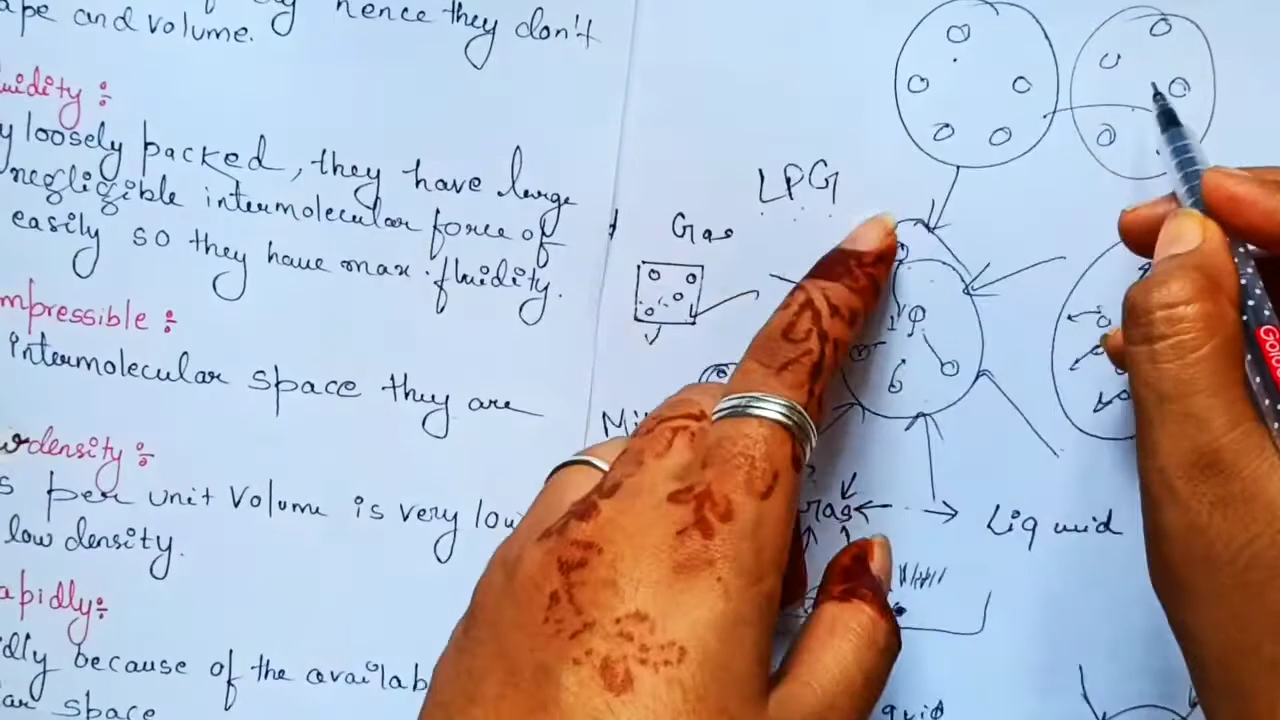 ape and volume.
hence they don't
uidity :
y loosely packed, they have large
negligible intermolecular force of
easily so they have max. fluidity.
mpressible :
Intermolecular space they are
density :
s per unit volume is very low
low density.
apidly:
dly because of the availab
ar space
LPG
Gas
Liquid
quid